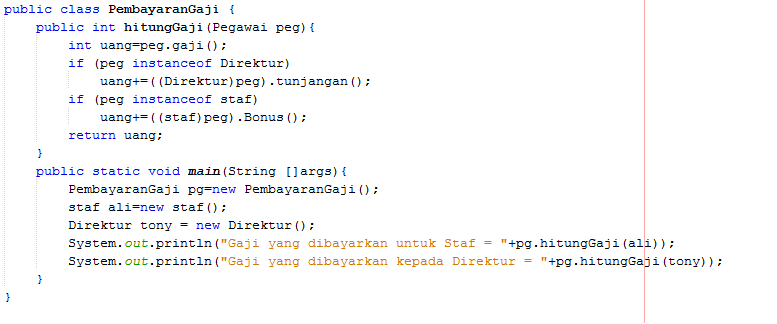 public class PembayaranGaji {
public int hitungGaji(Pegawai peg){
int uang=peg.gaji();
if (peg instanceof Direktur)
uang+=((Direktur)peg).tunjangan();
if (peg instanceof staf)
uang+=((staf)peg).Bonus();
return uang;
}
public static void main(String []args){
PembayaranGaji pg=new PembayaranGaji();
staf ali=new staf();
Direktur tony = new Direktur();
System.out.println("Gaji yang dibayarkan untuk Staf = "+pg.hitungGaji(ali));
System.out.println("Gaji yang dibayarkan kepada Direktur = "+pg.hitungGaji(tony));
}
}